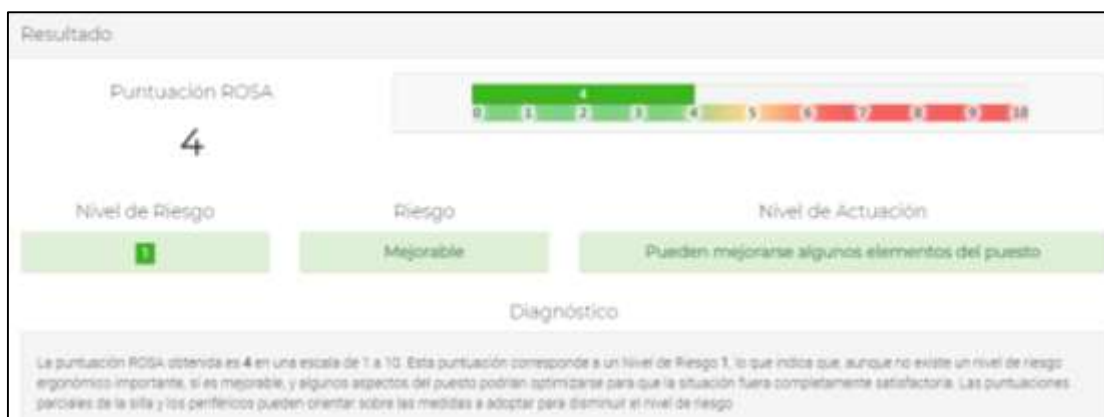 Resultado
Puntuación ROSA
4
4
0 1 2 3 4 5 6 7 8 9 10
Nivel de Riesgo
Riesgo
Nivel de Actuación
1
Mejorable
Pueden mejorarse algunos elementos del puesto
Diagnóstico
La puntuación ROSA obtenida es 4 en una escala de 1 a 10. Esta puntuación corresponde a un Nivel de Riesgo 1, lo que indica que, aunque no existe un nivel de riesgo
ergonómico importante, sí es mejorable, y algunos aspectos del puesto podrían optimizarse para que la situación fuera completamente satisfactoria. Las puntuaciones
parciales de la silla y los periféricos pueden orientar sobre las medidas a adoptar para disminuir el nivel de riesgo